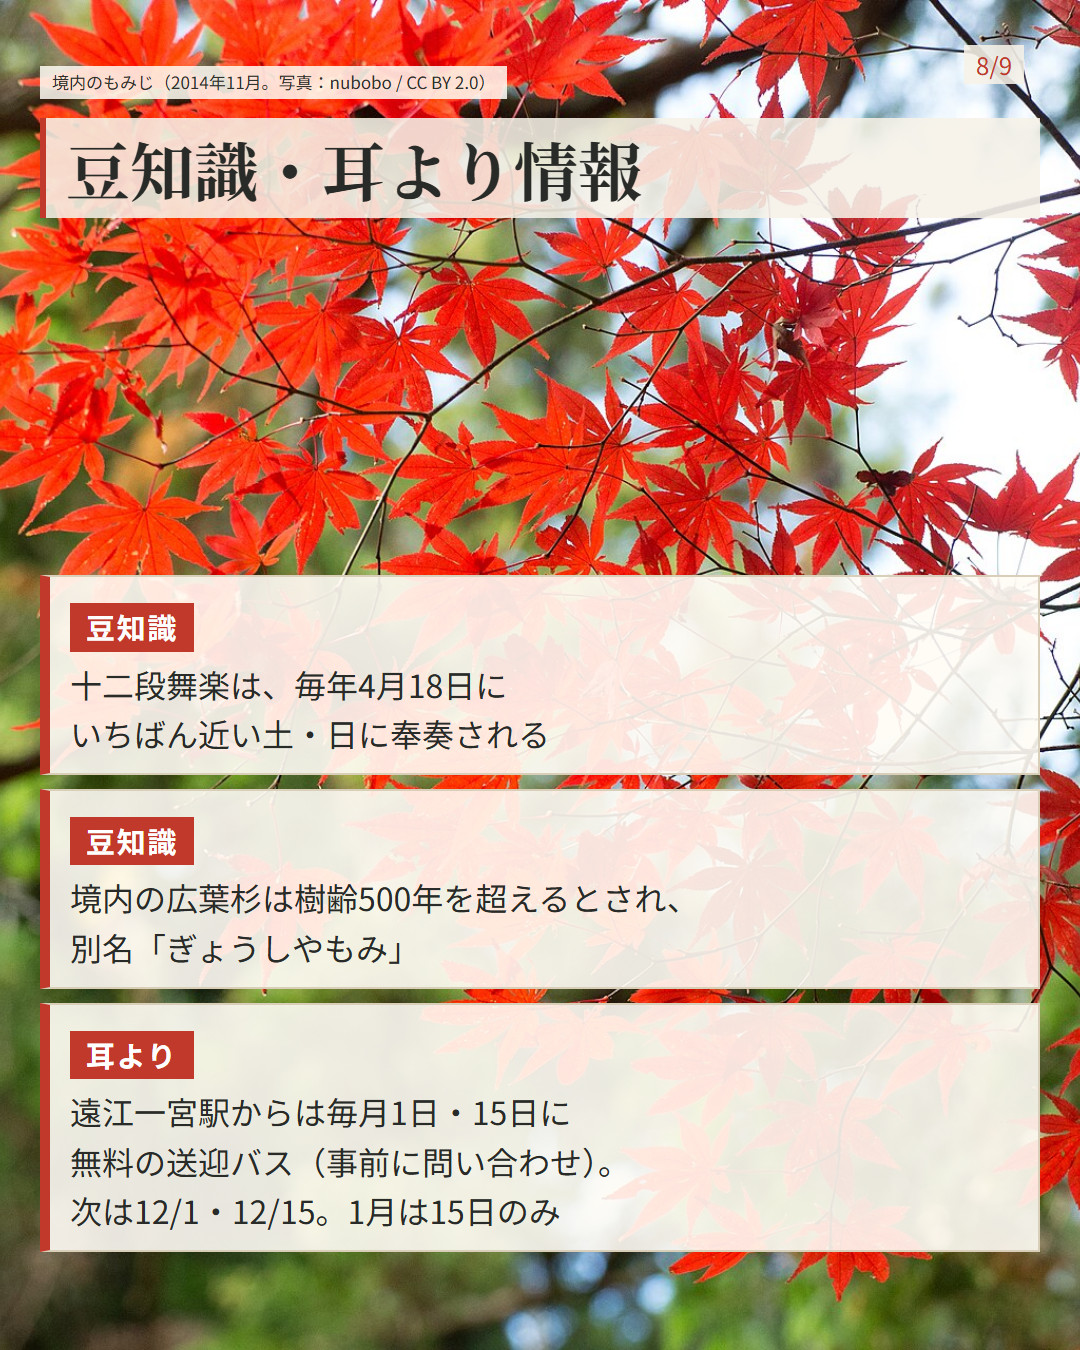 境内のもみじ（2014年11月。写真：nubobo / CC BY 2.0）
8/9
豆知識・耳より情報
豆知識
十二段舞楽は、毎年4月18日に
いちばん近い土・日に奉奏される
豆知識
境内の広葉杉は樹齢500年を超えるとされ、
別名「ぎょうしやもみ」
耳より
遠江一宮駅からは毎月1日・15日に
無料の送迎バス（事前に問い合わせ）。
次は12/1・12/15。1月は15日のみ